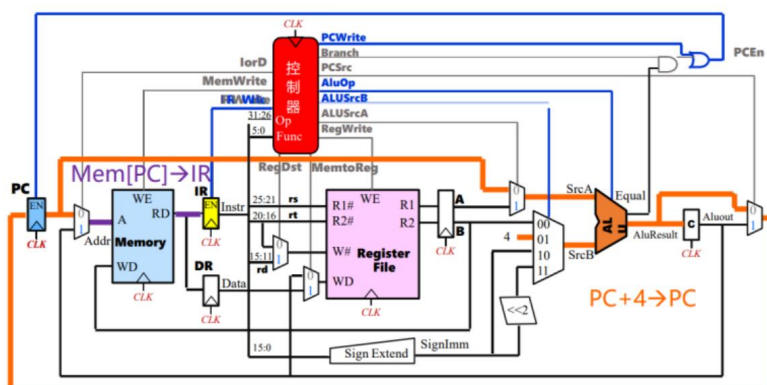 CLK
PCWrite
Branch
PCEn
IorD
PCSrc
MemWrite
控制器
AluOp
ALUSrcB
31:26
Op
ALUSrcA
5:0
Func
RegWrite
RegDst
MemtoReg
Mem[PC]→IR
PC
EN
CLK
0
1
Addr
WE
A
RD
Memory
WD
CLK
IR
EN
Instr
CLK
25:21
rs
20:16
rt
15:11
rd
DR
Data
CLK
0
1
0
1
R1#
WE
R1
R2#
R2
W#
Register
File
WD
CLK
A
B
CLK
0
1
SrcA
4
00
01
10
11
SrcB
<<2
Equal
AL
AluResult
C
Aluout
CLK
0
1
PC+4→PC
15:0
Sign Extend
SignImm